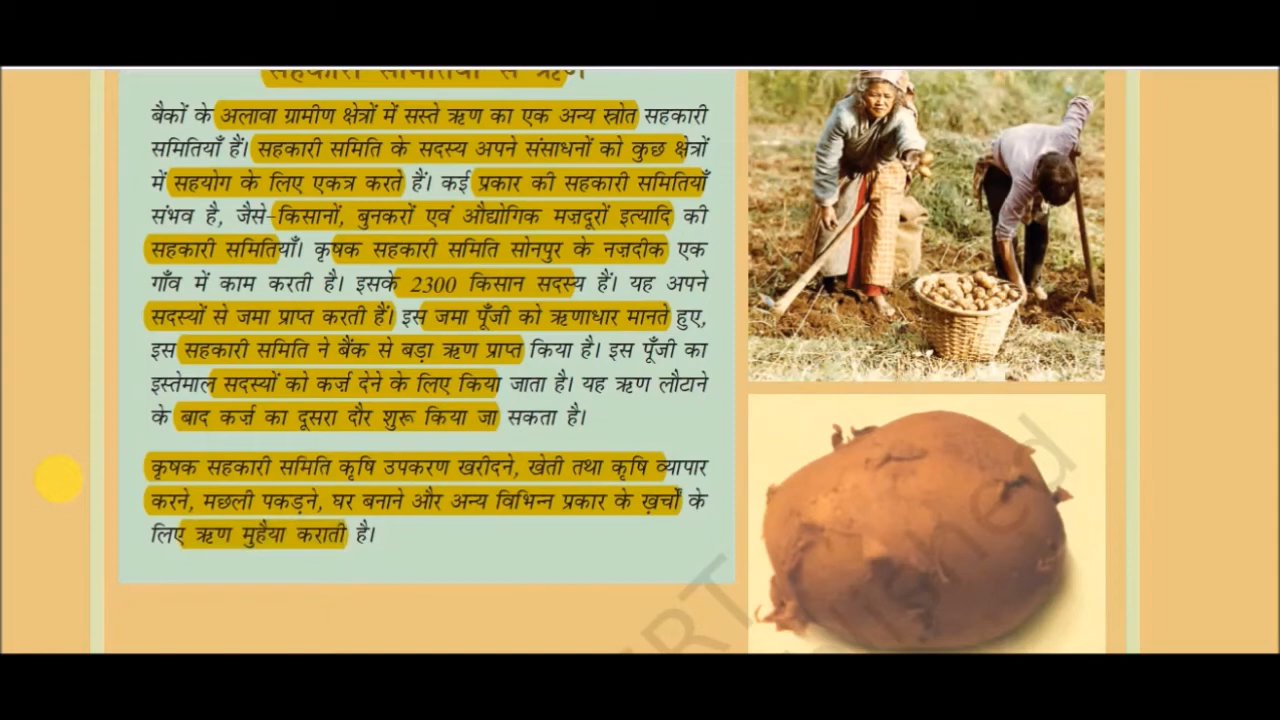 सहकारी समितियों से ऋण
बैकों के अलावा ग्रामीण क्षेत्रों में सस्ते ऋण का एक अन्य स्रोत सहकारी
समितियाँ हैं। सहकारी समिति के सदस्य अपने संसाधनों को कुछ क्षेत्रों
में सहयोग के लिए एकत्र करते हैं। कई प्रकार की सहकारी समितियाँ
संभव है, जैसे-किसानों, बुनकरों एवं औद्योगिक मज़दूरों इत्यादि की
सहकारी समितियाँ। कृषक सहकारी समिति सोनपुर के नज़दीक एक
गाँव में काम करती है। इसके 2300 किसान सदस्य हैं। यह अपने
सदस्यों से जमा प्राप्त करती हैं। इस जमा पूँजी को ऋणाधार मानते हुए,
इस सहकारी समिति ने बैंक से बड़ा ऋण प्राप्त किया है। इस पूँजी का
इस्तेमाल सदस्यों को कर्ज़ देने के लिए किया जाता है। यह ऋण लौटाने
के बाद कर्ज़ का दूसरा दौर शुरू किया जा सकता है।
कृषक सहकारी समिति कृषि उपकरण खरीदने, खेती तथा कृषि व्यापार
करने, मछली पकड़ने, घर बनाने और अन्य विभिन्न प्रकार के ख़र्चों के
लिए ऋण मुहैया कराती है।